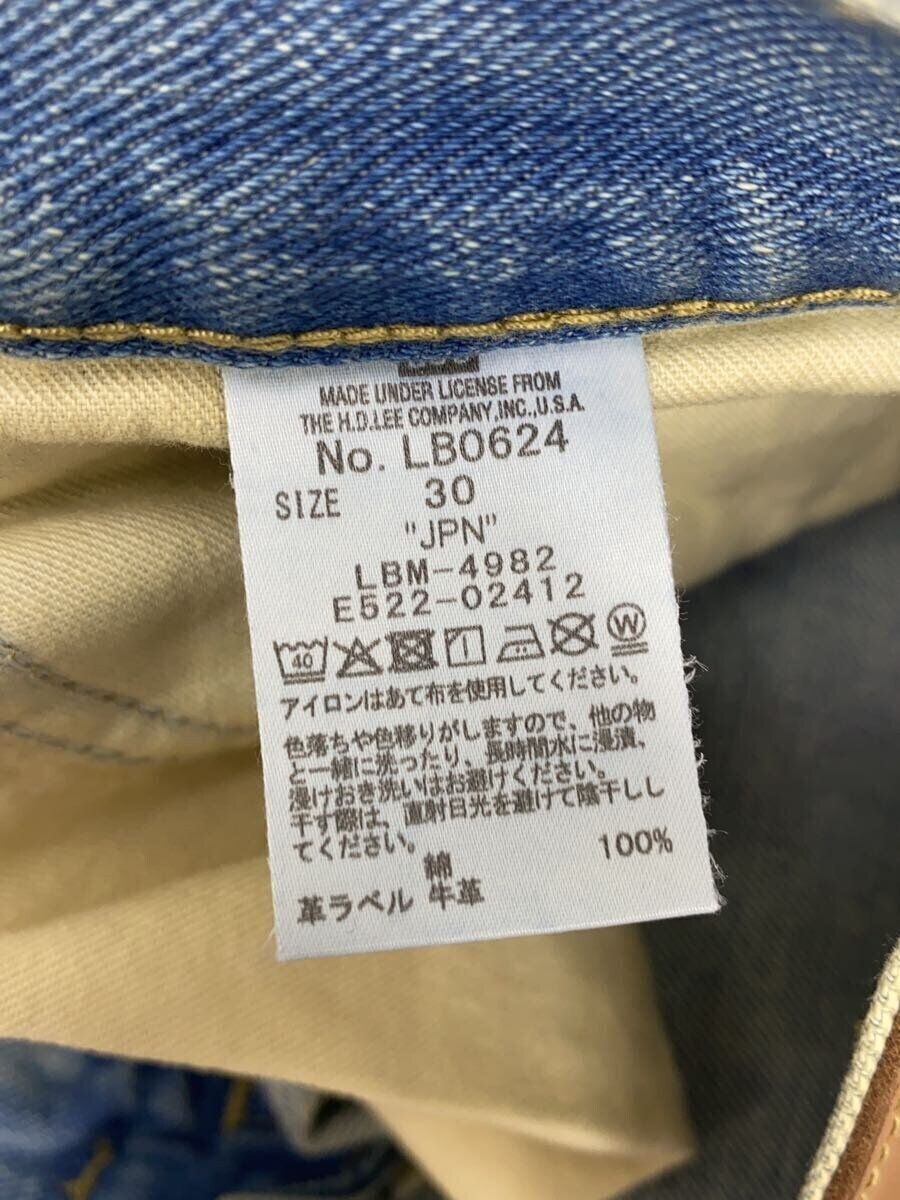 MADE UNDER LICENSE FROM
THE H.D.LEE COMPANY,INC.,U.S.A.
No. LB0624
SIZE 30
"JPN"
LBM-4982
E522-02412
40 W
アイロンはあて布を使用してください。
色落ちや色移りがしますので、他の物
と一緒に洗ったり、長時間水に浸漬、
浸けおき洗いはお避けください。
干す際は、直射日光を避けて陰干しし
てください。
綿 100%
革ラベル 牛革